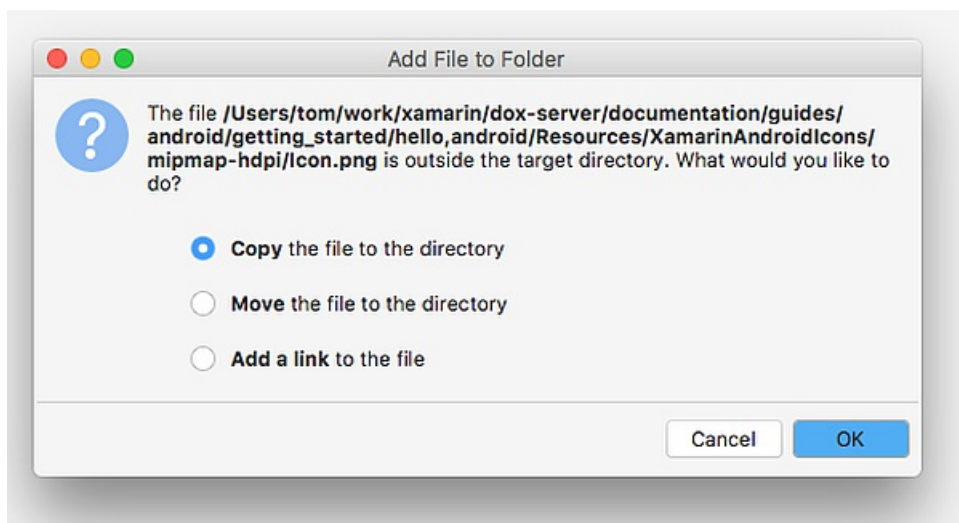 Add File to Folder
The file /Users/tom/work/xamarin/dox-server/documentation/guides/
android/getting_started/hello,android/Resources/XamarinAndroidIcons/
mipmap-hdpi/Icon.png is outside the target directory. What would you like to
do?
Copy the file to the directory
Move the file to the directory
Add a link to the file
Cancel OK